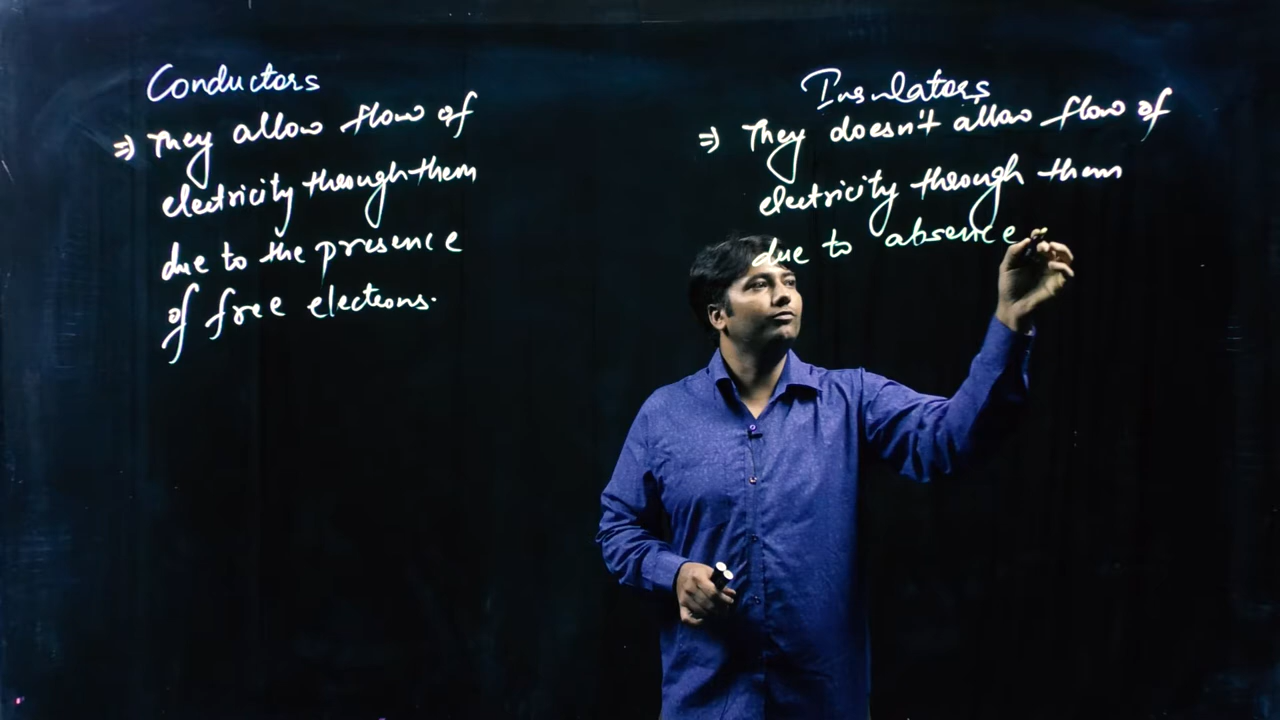 Conductors
⇒ They allow flow of
electricity through them
due to the presence
of free electrons.
Insulators
⇒ They doesn't allow flow of
electricity through them
due to absence